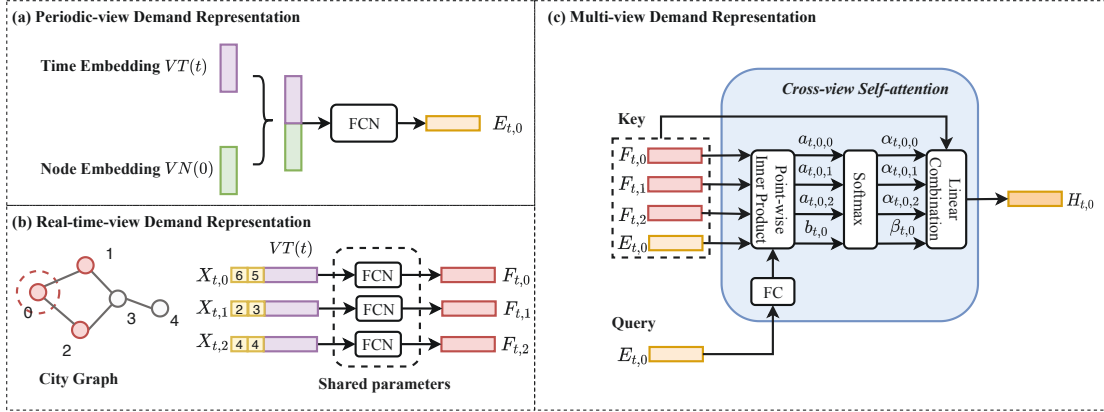 (a) Periodic-view Demand Representation
Time Embedding VT(t)
Node Embedding VN(0)
FCN
E_{t,0}
(b) Real-time-view Demand Representation
1
0
2
3
4
City Graph
VT(t)
X_{t,0} 6 5 FCN F_{t,0}
X_{t,1} 2 3 FCN F_{t,1}
X_{t,2} 4 4 FCN F_{t,2}
Shared parameters
(c) Multi-view Demand Representation
Cross-view Self-attention
Key
F_{t,0}
F_{t,1}
F_{t,2}
E_{t,0}
Point-wise
Inner Product
a_{t,0,0}
a_{t,0,1}
a_{t,0,2}
b_{t,0}
Softmax
α_{t,0,0}
α_{t,0,1}
α_{t,0,2}
β_{t,0}
Linear
Combination
H_{t,0}
FC
Query
E_{t,0}